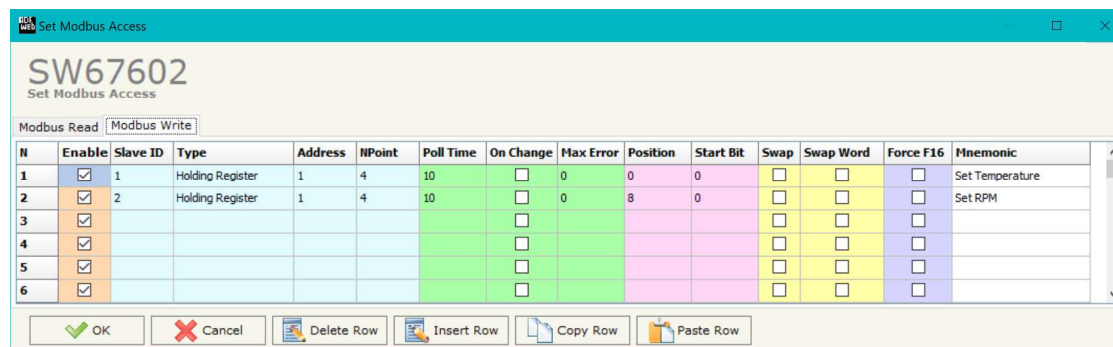 ADF WEB Set Modbus Access
SW67602
Set Modbus Access
Modbus Read Modbus Write
N Enable Slave ID Type Address NPoint Poll Time On Change Max Error Position Start Bit Swap Swap Word Force F16 Mnemonic
1 1 Holding Register 1 4 10 0 0 0 Set Temperature
2 2 Holding Register 1 4 10 0 8 0 Set RPM
3
4
5
6
OK Cancel Delete Row Insert Row Copy Row Paste Row